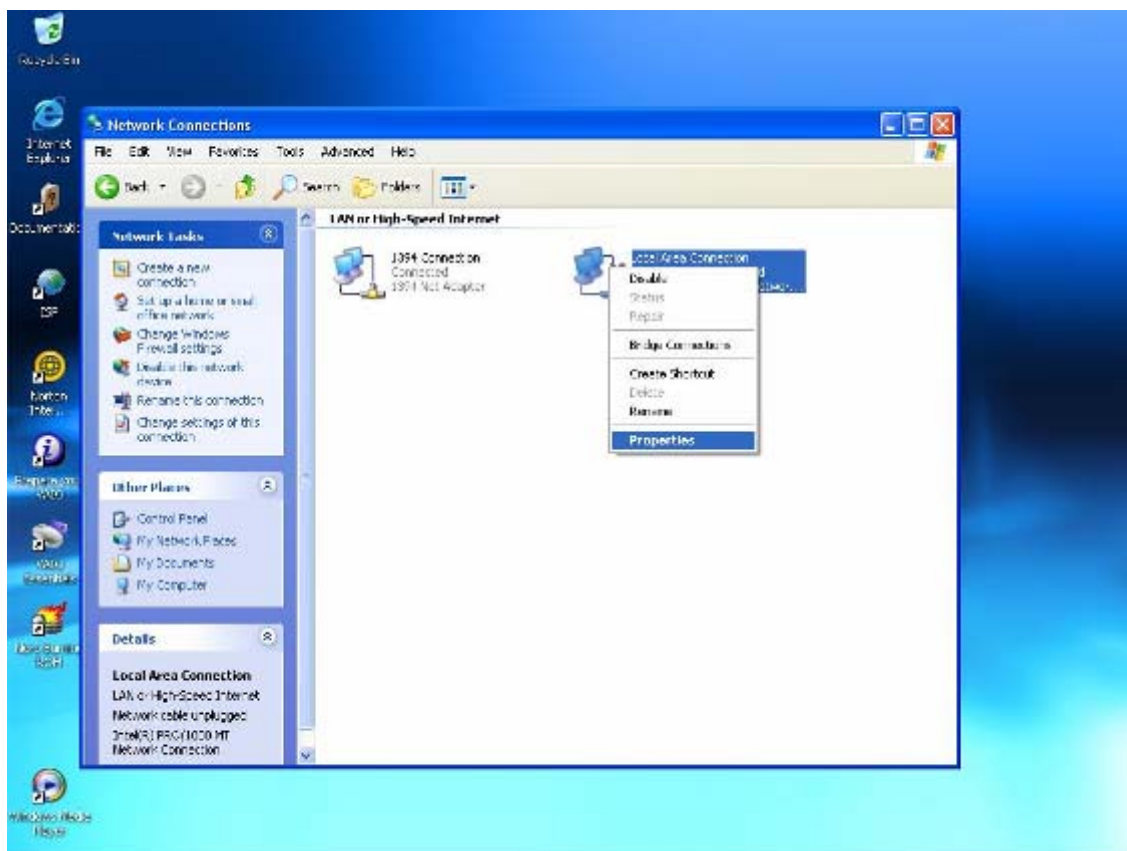 Recycle Bin
Internet
Explorer
Documentatic
ISP
Norton
Inter...
Windows Media
Player
Network Connections
File Edit View Favorites Tools Advanced Help
Back Search Folders
Network Tasks
Create a new
connection
Set up a home or small
office network
Change Windows
Firewall settings
Disable this network
device
Rename this connection
Change settings of this
connection
Other Places
Control Panel
My Network Places
My Documents
My Computer
Details
Local Area Connection
LAN or High-Speed Internet
Network cable unplugged
Intel(R) PRO/1000 MT
Network Connection
LAN or High-Speed Internet
1394 Connection
Connected
1394 Net Adapter
Local Area Connection
Disable
Status
Repair
Bridge Connections
Create Shortcut
Delete
Rename
Properties